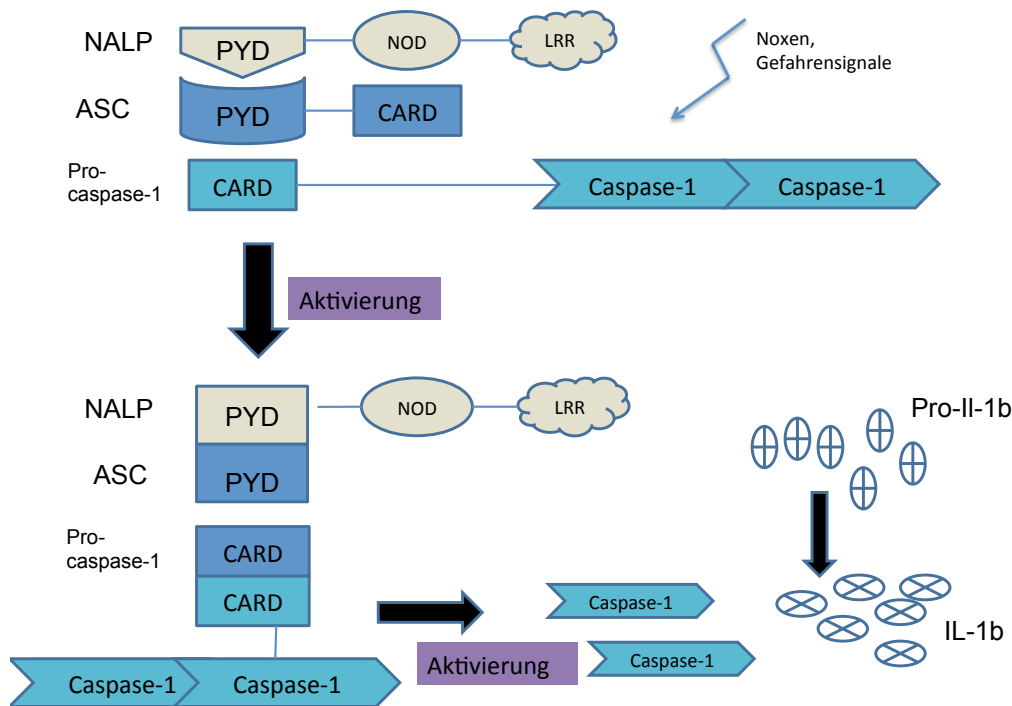 NALP
PYD
NOD
LRR
Noxen,
Gefahrensignale
ASC
PYD
CARD
Pro-
caspase-1
CARD
Caspase-1
Caspase-1
Aktivierung
NALP
PYD
NOD
LRR
Pro-II-1b
ASC
PYD
Pro-
caspase-1
CARD
CARD
Caspase-1
IL-1b
Caspase-1
Caspase-1
Aktivierung
Caspase-1